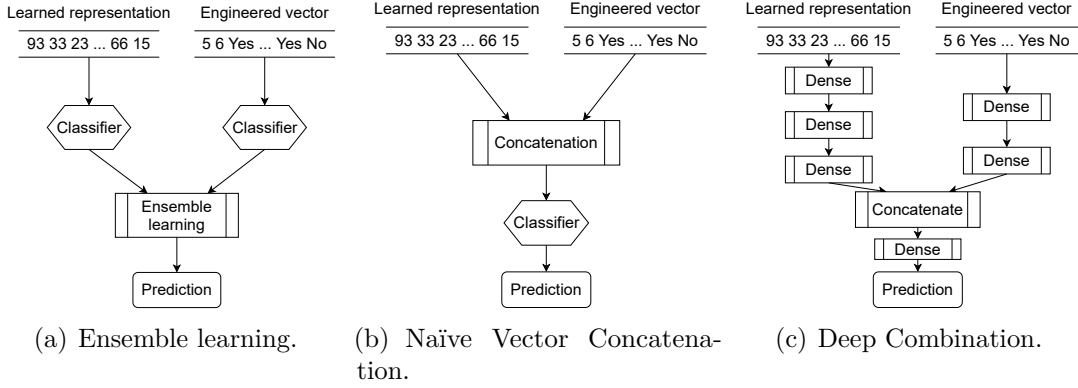 Learned representation
Engineered vector
93 33 23 ... 66 15
5 6 Yes ... Yes No
Classifier
Classifier
Ensemble
learning
Prediction
(a) Ensemble learning.
Learned representation
Engineered vector
93 33 23 ... 66 15
5 6 Yes ... Yes No
Concatenation
Classifier
Prediction
(b) Naïve Vector Concatena-
tion.
Learned representation
Engineered vector
93 33 23 ... 66 15
5 6 Yes ... Yes No
Dense
Dense
Dense
Dense
Dense
Concatenate
Dense
Prediction
(c) Deep Combination.